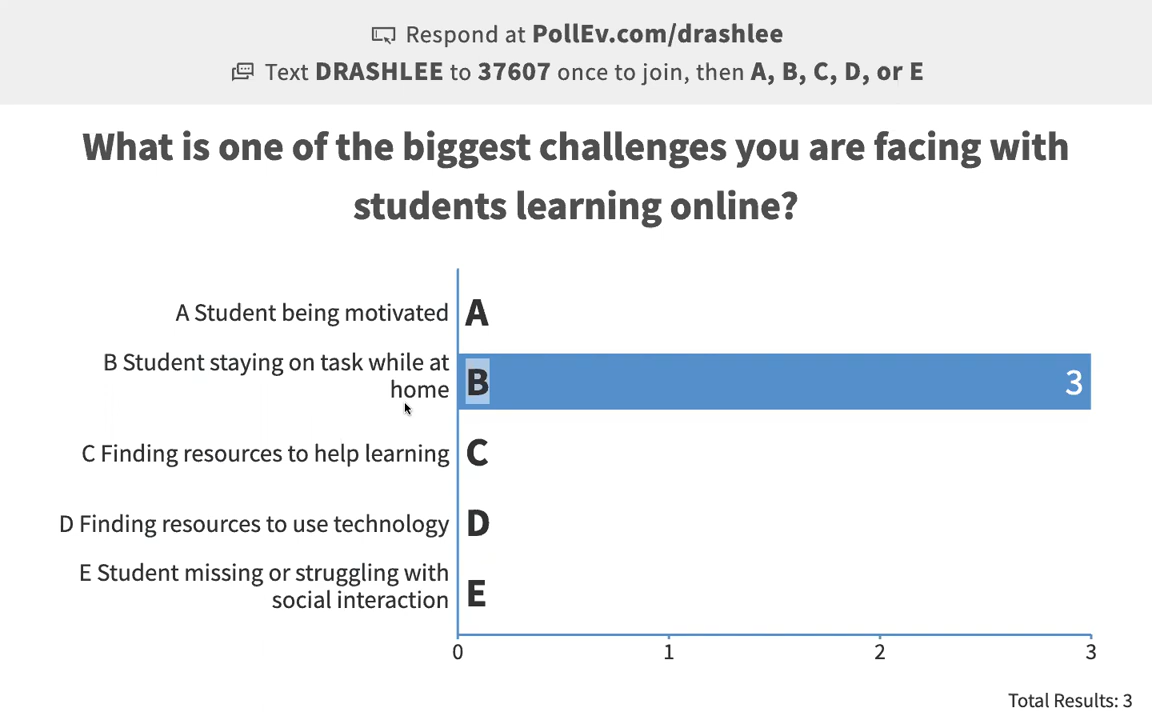 Respond at PollEv.com/drashlee
Text DRASHLEE to 37607 once to join, then A, B, C, D, or E
What is one of the biggest challenges you are facing with
students learning online?
A Student being motivated
A
B Student staying on task while at
home
B
3
C Finding resources to help learning
C
D Finding resources to use technology
D
E Student missing or struggling with
social interaction
E
0
1
2
3
Total Results: 3